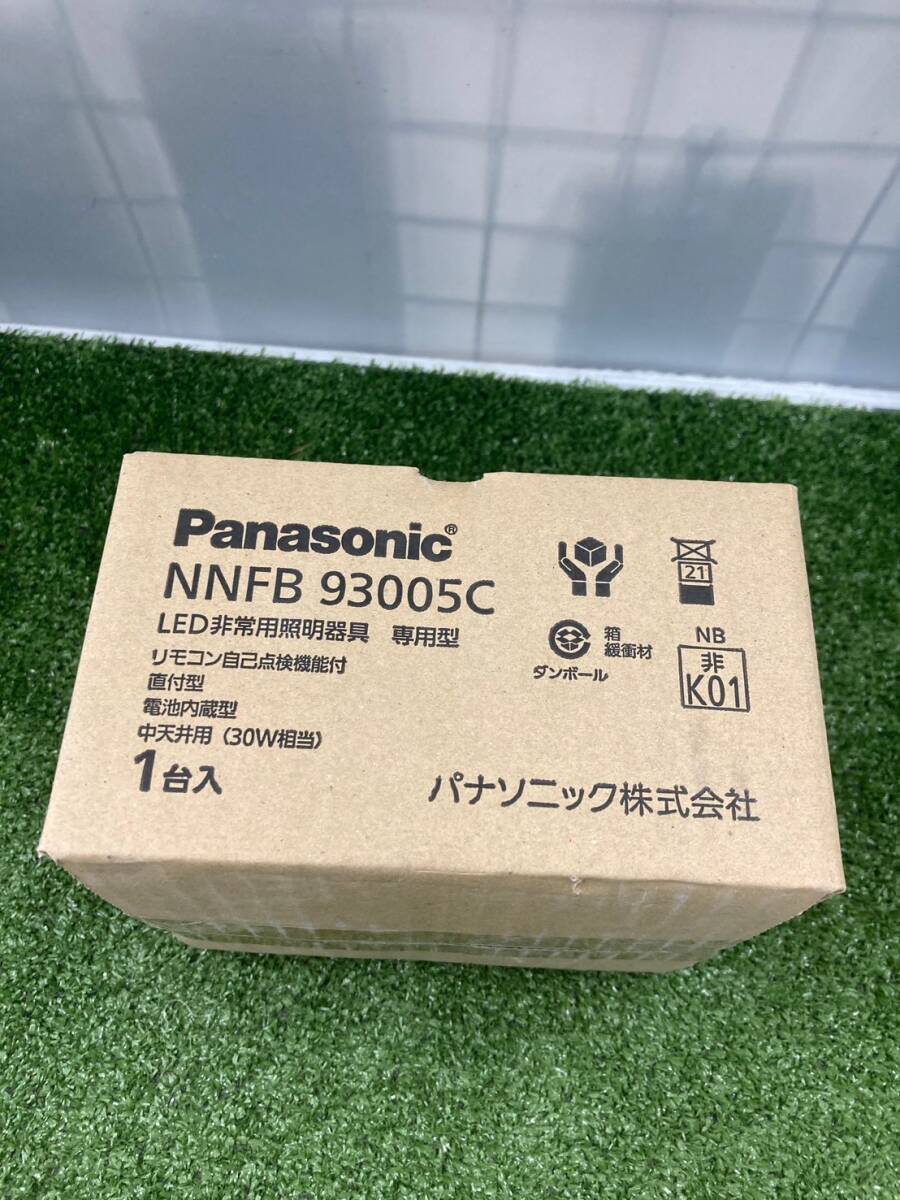 Panasonic®
NNFB 93005C
LED非常用照明器具 専用型
リモコン自己点検機能付
直付型
電池内蔵型
中天井用（30W相当）
1台入
21
箱
緩衝材
ダンボール
NB
非
K01
パナソニック株式会社